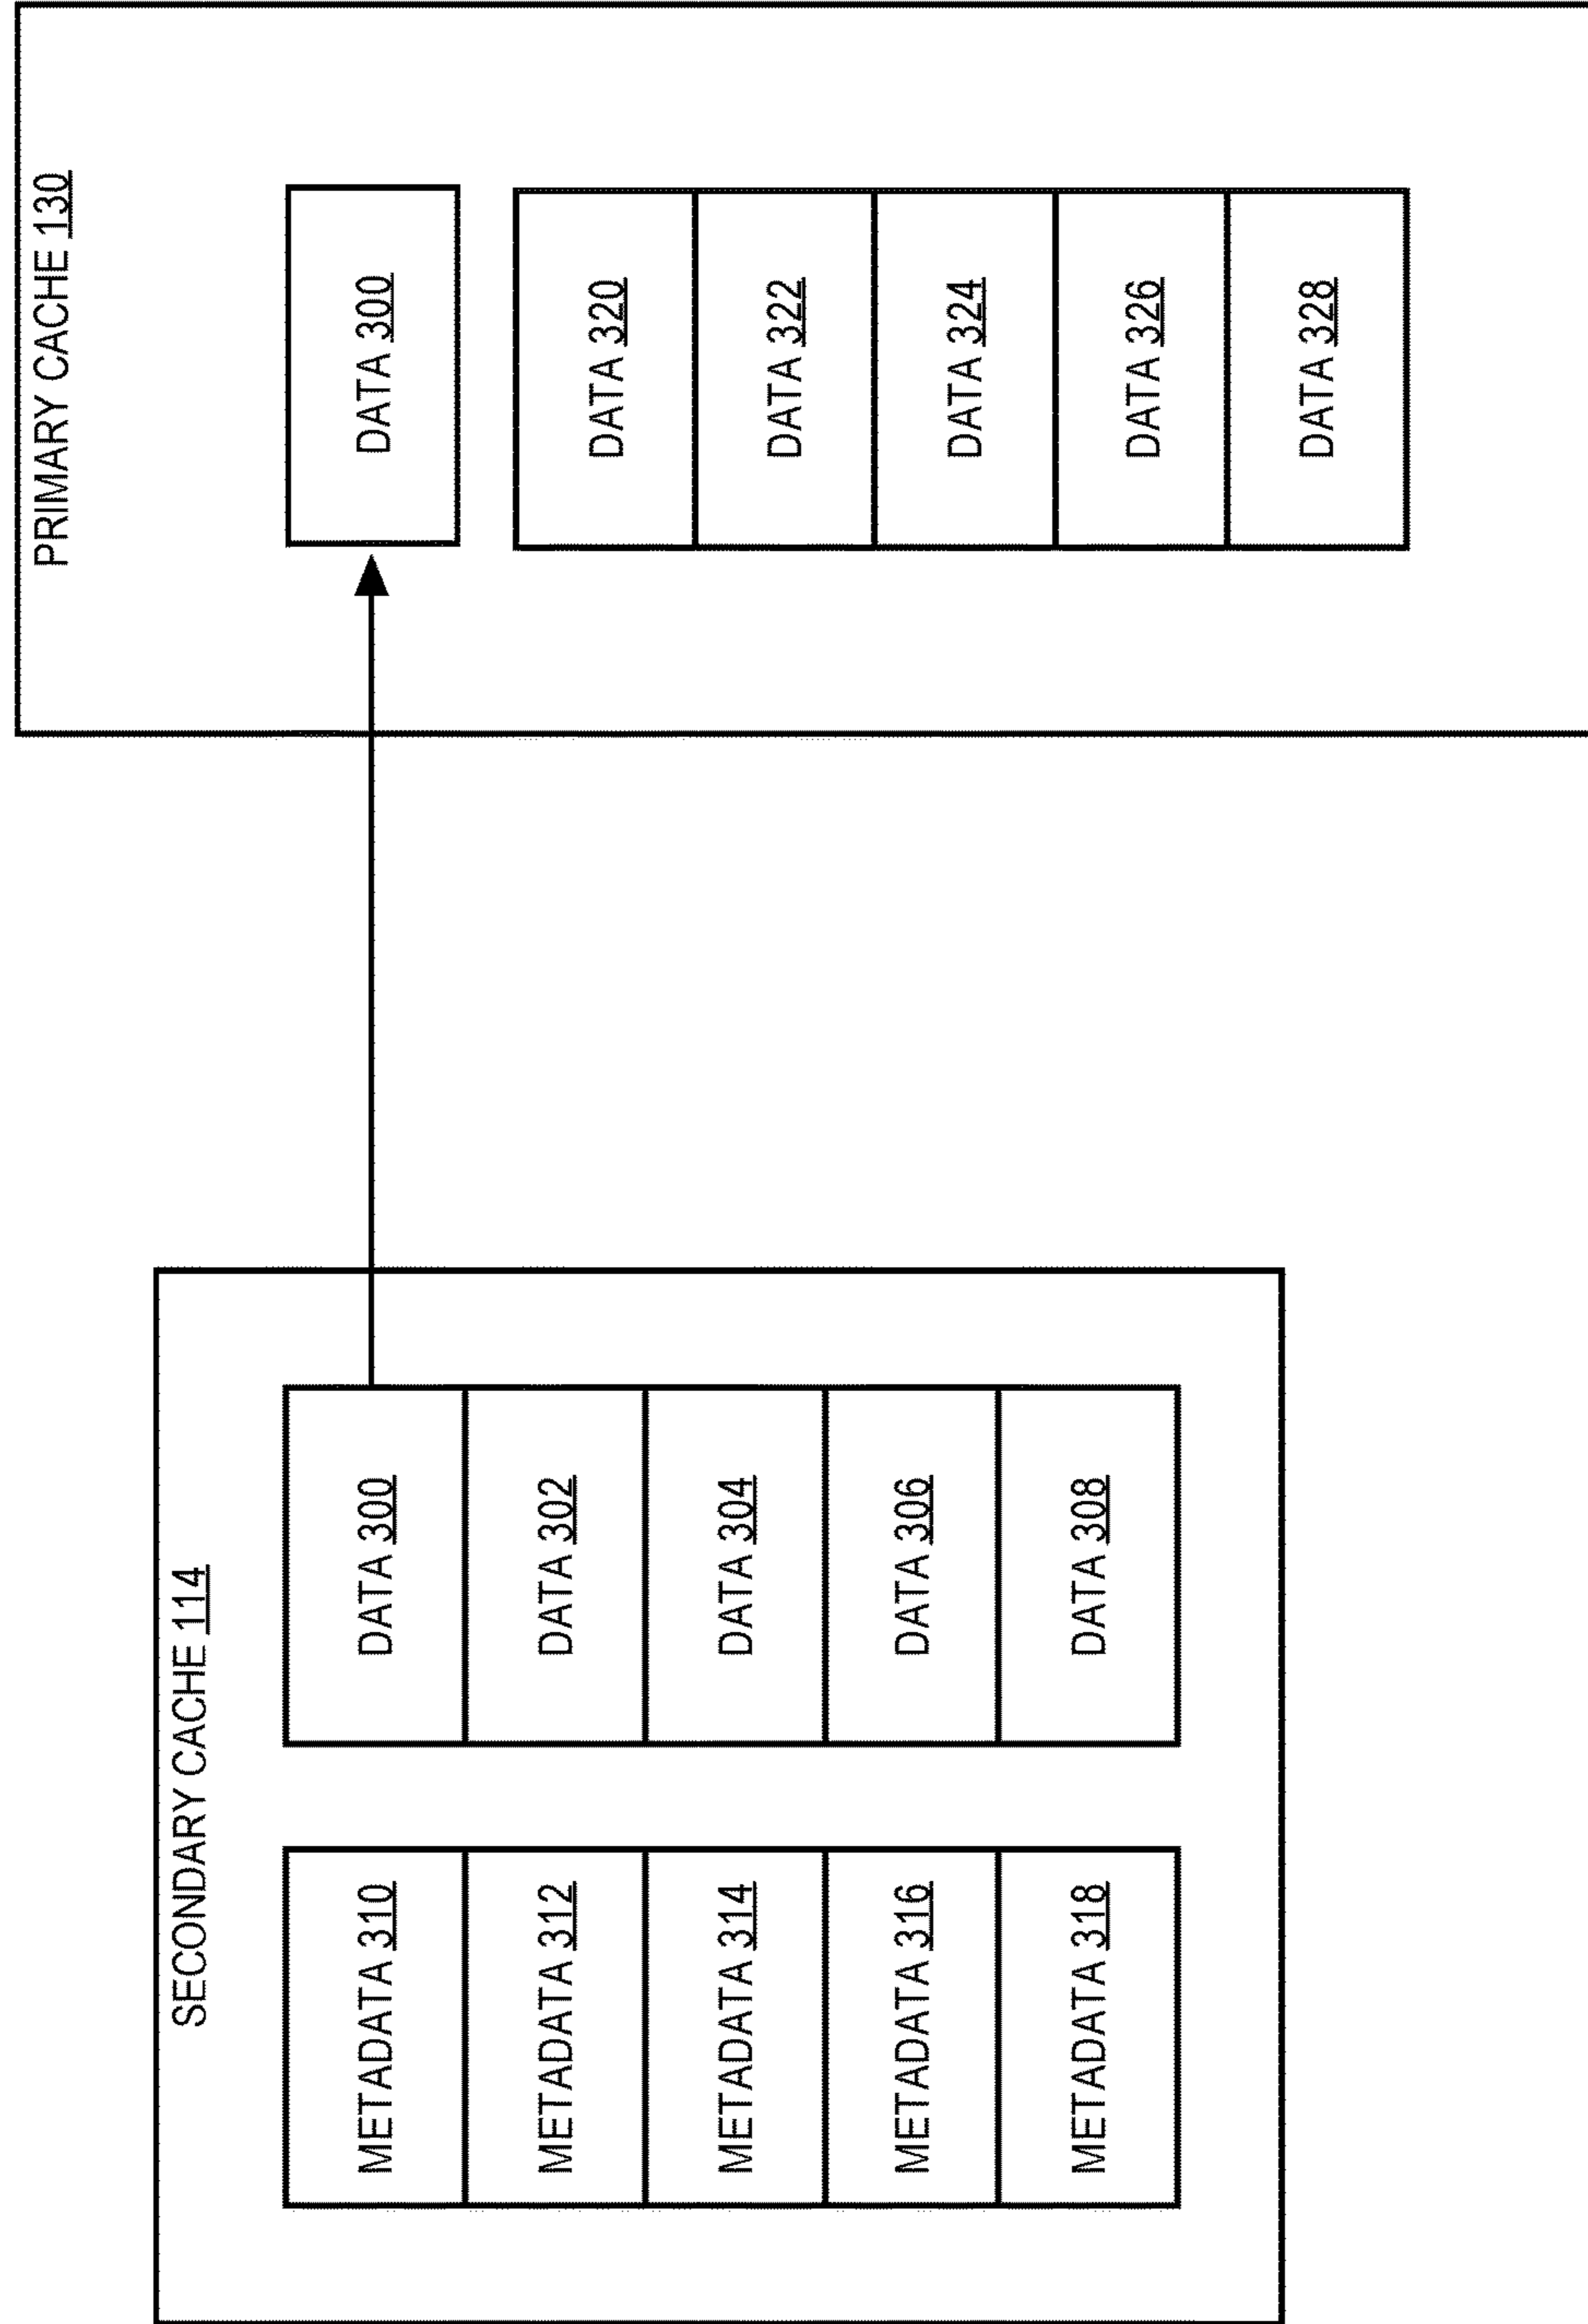 SECONDARY CACHE 114
METADATA 310
DATA 300
METADATA 312
DATA 302
METADATA 314
DATA 304
METADATA 316
DATA 306
METADATA 318
DATA 308
PRIMARY CACHE 130
DATA 300
DATA 320
DATA 322
DATA 324
DATA 326
DATA 328